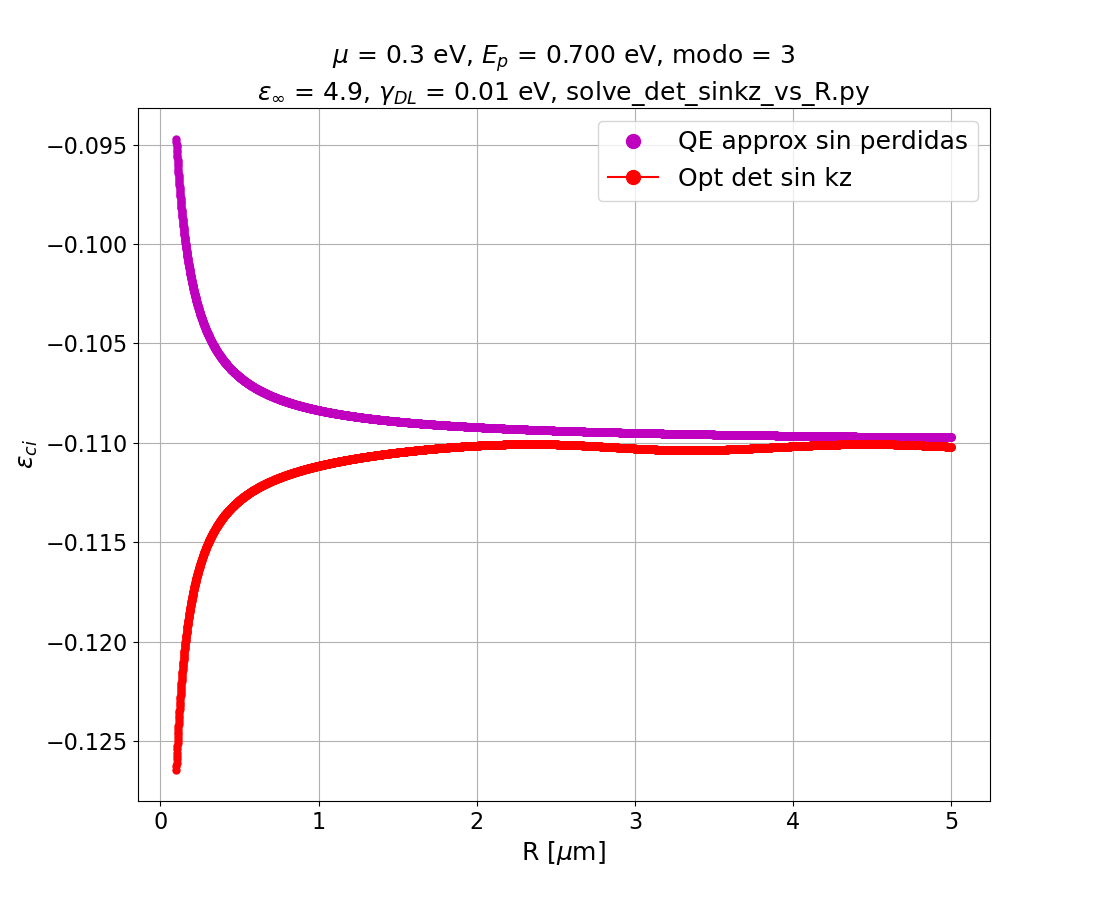 μ = 0.3 eV, E_p = 0.700 eV, modo = 3
ε_∞ = 4.9, γ_DL = 0.01 eV, solve_det_sinkz_vs_R.py
QE approx sin perdidas
Opt det sin kz
−0.095
−0.100
−0.105
−0.110
−0.115
−0.120
−0.125
ε_ci
0 1 2 3 4 5
R [μm]